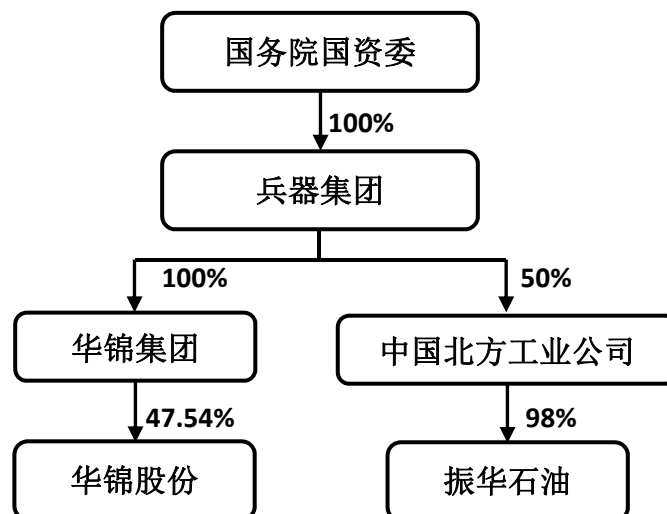 国务院国资委
100%
兵器集团
100%
50%
华锦集团
中国北方工业公司
47.54%
98%
华锦股份
振华石油